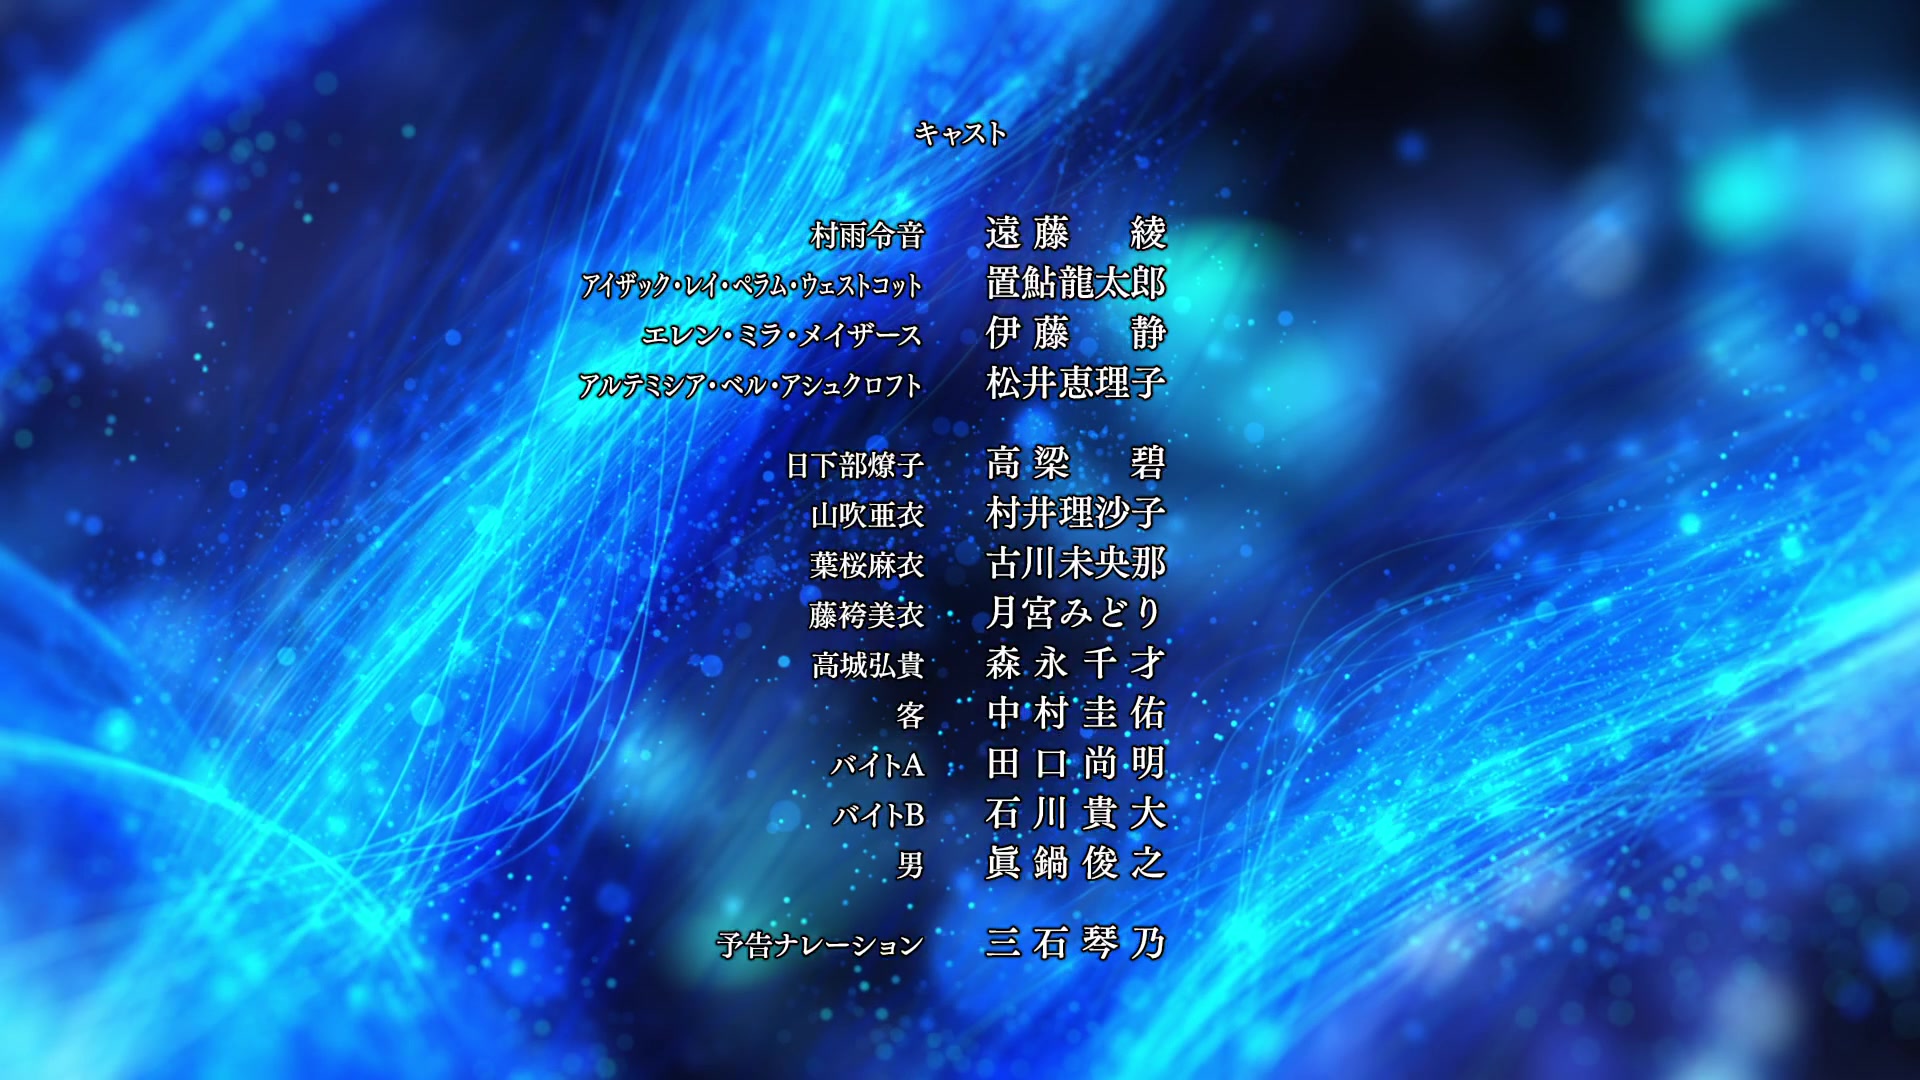 キャスト
村雨令音 遠藤 綾
アイザック・レイ・ペラム・ウェストコット 置鮎龍太郎
エレン・ミラ・メイザース 伊藤 静
アルテミシア・ベル・アシュクロフト 松井恵理子
日下部燎子 高梁 碧
山吹亜衣 村井理沙子
葉桜麻衣 古川未央那
藤袴美衣 月宮みどり
高城弘貴 森永千才
客 中村圭佑
バイトA 田口尚明
バイトB 石川貴大
男 眞鍋俊之
予告ナレーション 三石琴乃